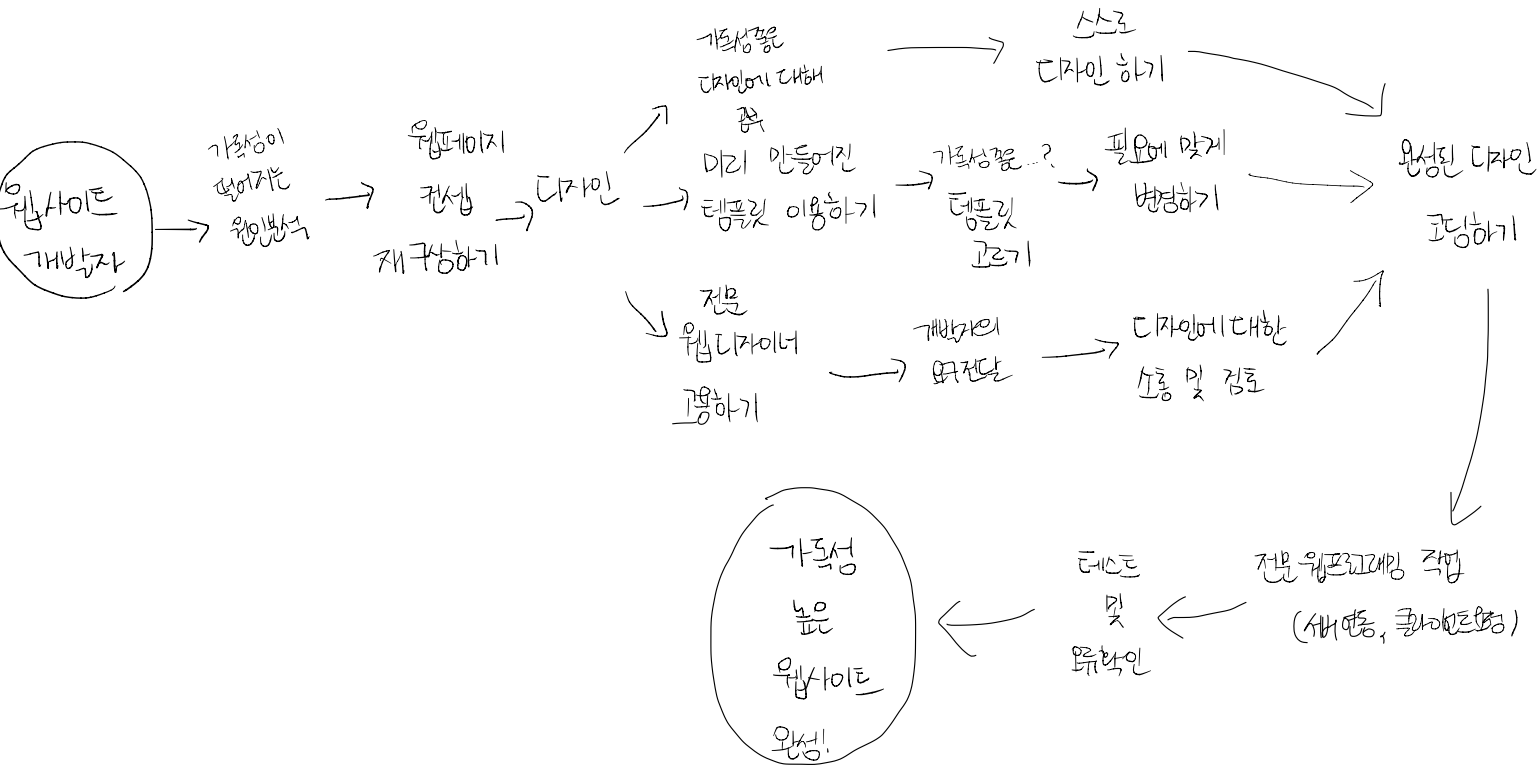 웹사이트
개발자
가독성이
떨어지는
원인분석
웹페이지
컨셉
재구상하기
디자인
가독성좋은
디자인에 대해
공부
스스로
디자인 하기
미리 만들어진
템플릿 이용하기
가독성좋은...?
템플릿
고르기
필요에 맞게
변경하기
전문
웹디자이너
고용하기
개발자의
요구전달
디자인에 대한
소통 및 검토
완성된 디자인
코딩하기
전문 웹프로그래밍 작업
(서버 연동, 클라이언트요청)
테스트
및
오류확인
가독성
높은
웹사이트
완성!